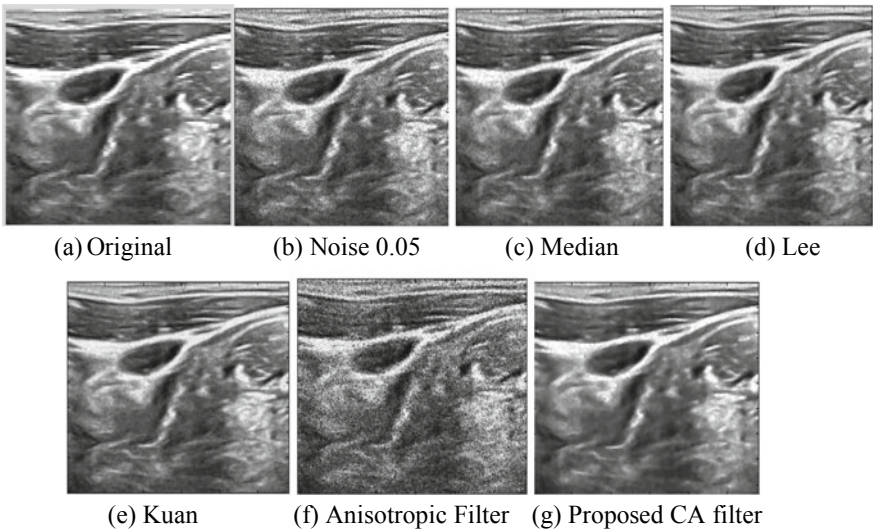 (a) Original
(b) Noise 0.05
(c) Median
(d) Lee
(e) Kuan
(f) Anisotropic Filter
(g) Proposed CA filter